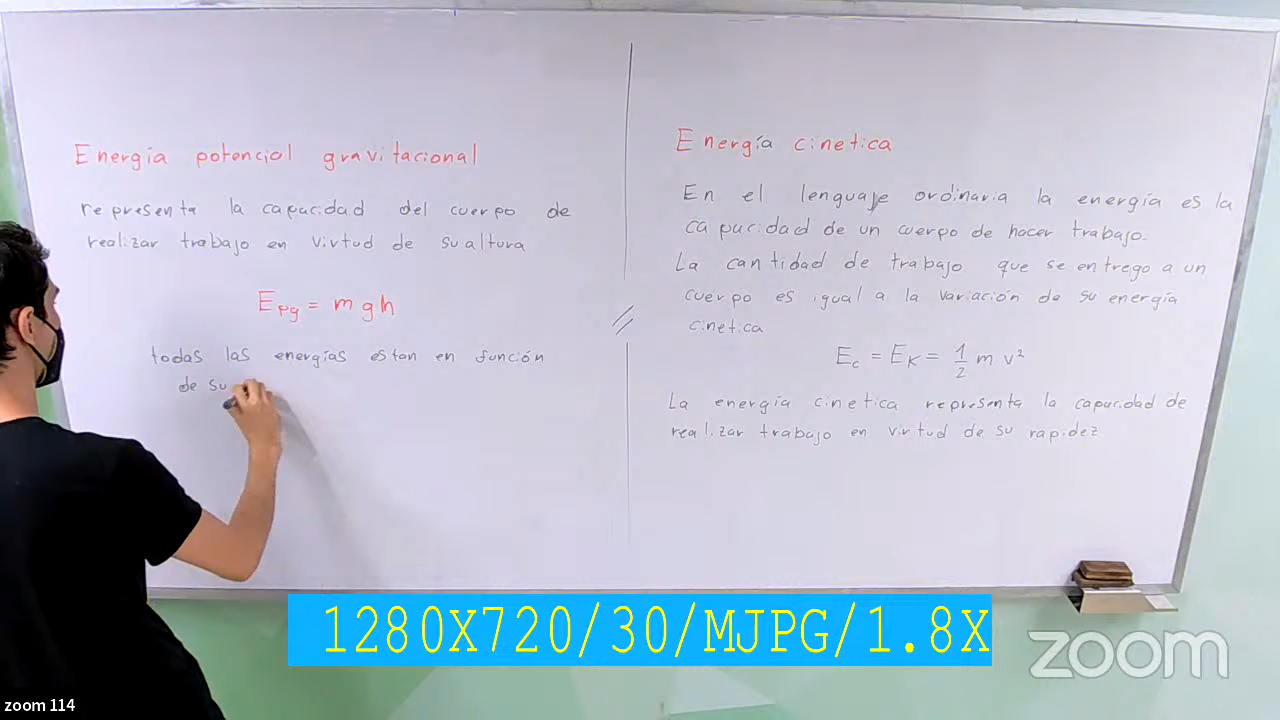 Energía potencial gravitacional
representa la capacidad del cuerpo de
realizar trabajo en virtud de su altura
Epg = mgh
todas las energías estan en función
de su
Energía cinetica
En el lenguaje ordinaria la energía es la
capacidad de un cuerpo de hacer trabajo.
La cantidad de trabajo que se entrego a un
cuerpo es igual a la variación de su energía
cinetica
Ec = EK = 1/2 m v²
La energía cinetica representa la capacidad de
realizar trabajo en virtud de su rapidez
1280X720/30/MJPG/1.8X
zoom
zoom 114